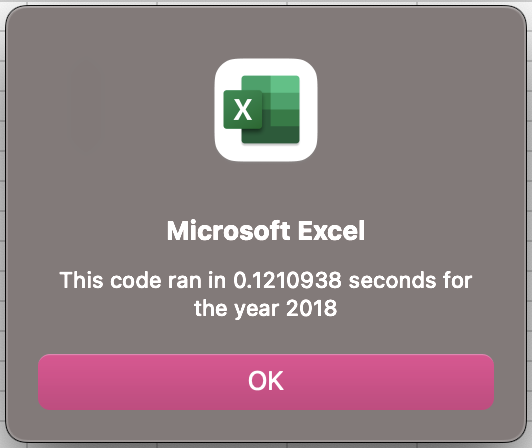 X
Microsoft Excel
This code ran in 0.1210938 seconds for
the year 2018
OK